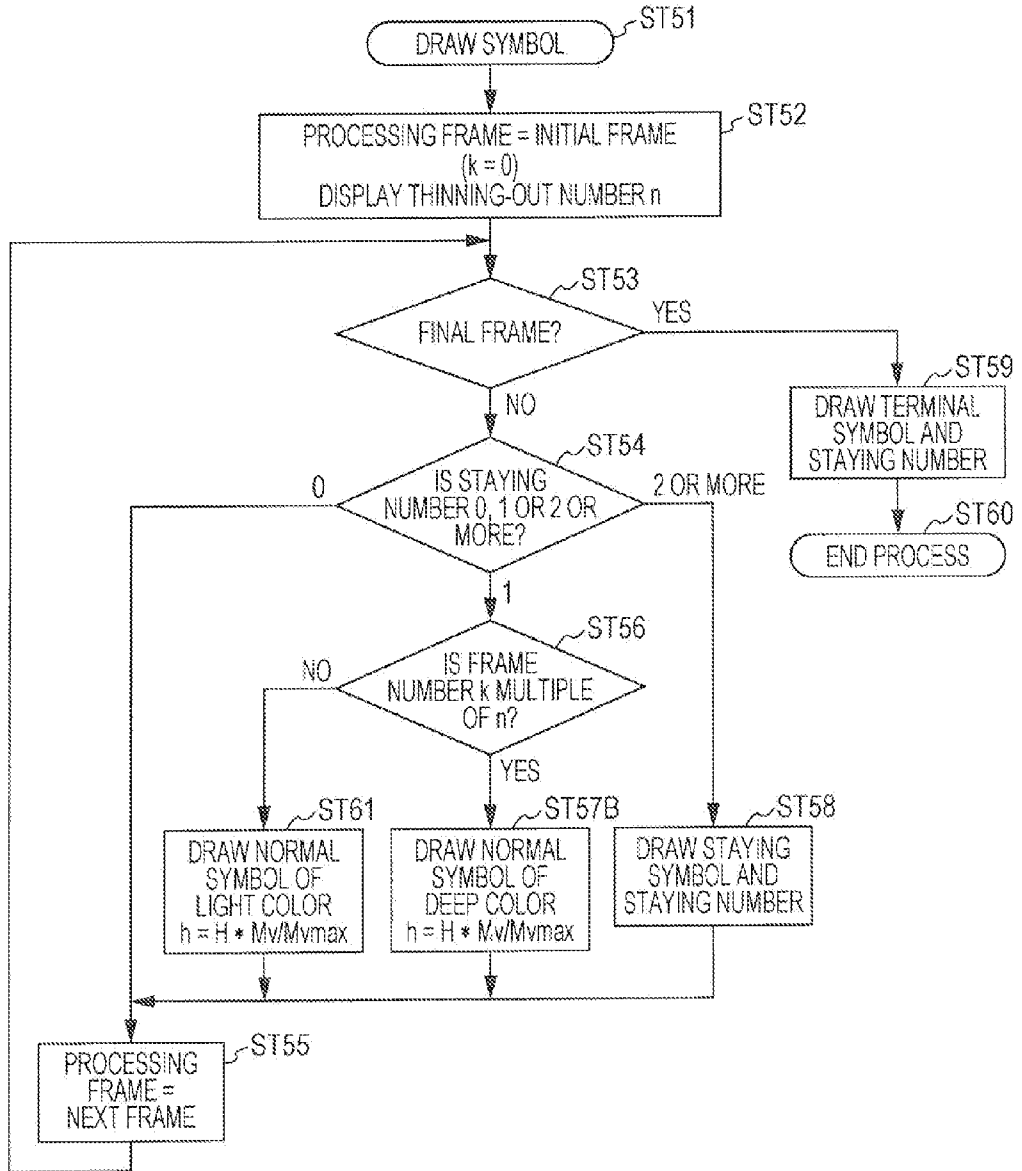 DRAW SYMBOL
ST51
PROCESSING FRAME = INITIAL FRAME
(k = 0)
DISPLAY THINNING-OUT NUMBER n
ST52
FINAL FRAME?
ST53
YES
NO
DRAW TERMINAL
SYMBOL AND
STAYING NUMBER
ST59
IS STAYING
NUMBER 0, 1 OR 2 OR
MORE?
ST54
0
2 OR MORE
1
END PROCESS
ST60
IS FRAME
NUMBER k MULTIPLE
OF n?
ST56
NO
YES
DRAW NORMAL
SYMBOL OF
LIGHT COLOR
h = H * Mv/Mvmax
ST61
DRAW NORMAL
SYMBOL OF
DEEP COLOR
h = H * Mv/Mvmax
ST57B
DRAW STAYING
SYMBOL AND
STAYING NUMBER
ST58
PROCESSING
FRAME =
NEXT FRAME
ST55